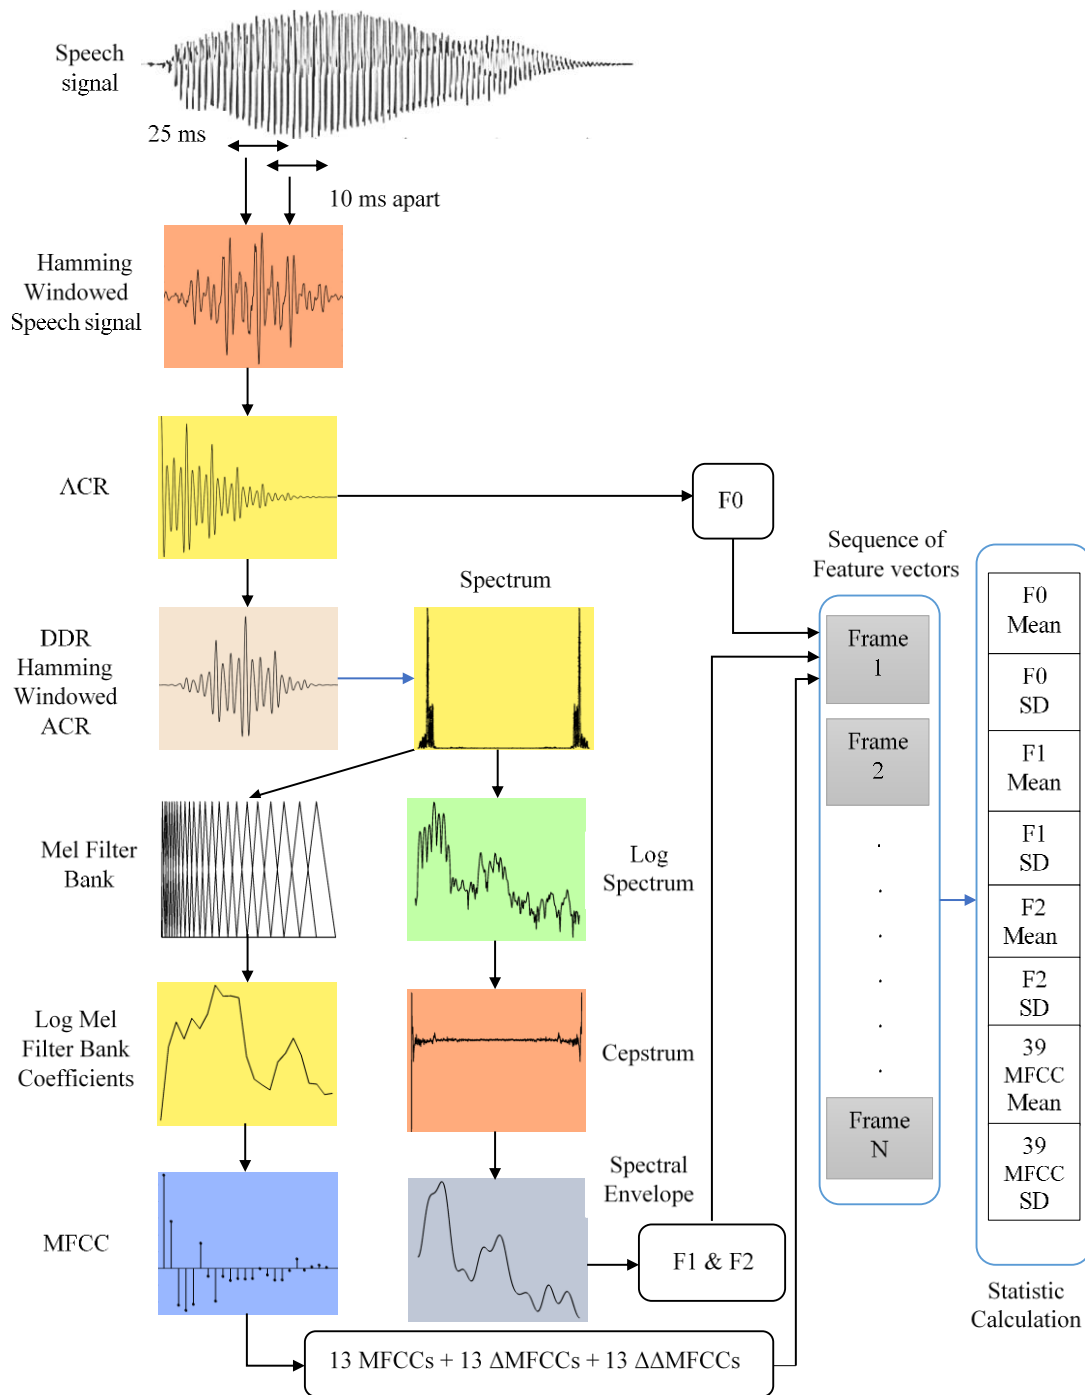 Speech
signal
25 ms
10 ms apart
Hamming
Windowed
Speech signal
ACR
F0
DDR
Hamming
Windowed
ACR
Spectrum
Mel Filter
Bank
Log
Spectrum
Log Mel
Filter Bank
Coefficients
Cepstrum
MFCC
Spectral
Envelope
F1 & F2
13 MFCCs + 13 ΔMFCCs + 13 ΔΔMFCCs
Sequence of
Feature vectors
Frame
1
Frame
2
.
.
.
.
.
.
Frame
N
F0
Mean
F0
SD
F1
Mean
F1
SD
F2
Mean
F2
SD
39
MFCC
Mean
39
MFCC
SD
Statistic
Calculation